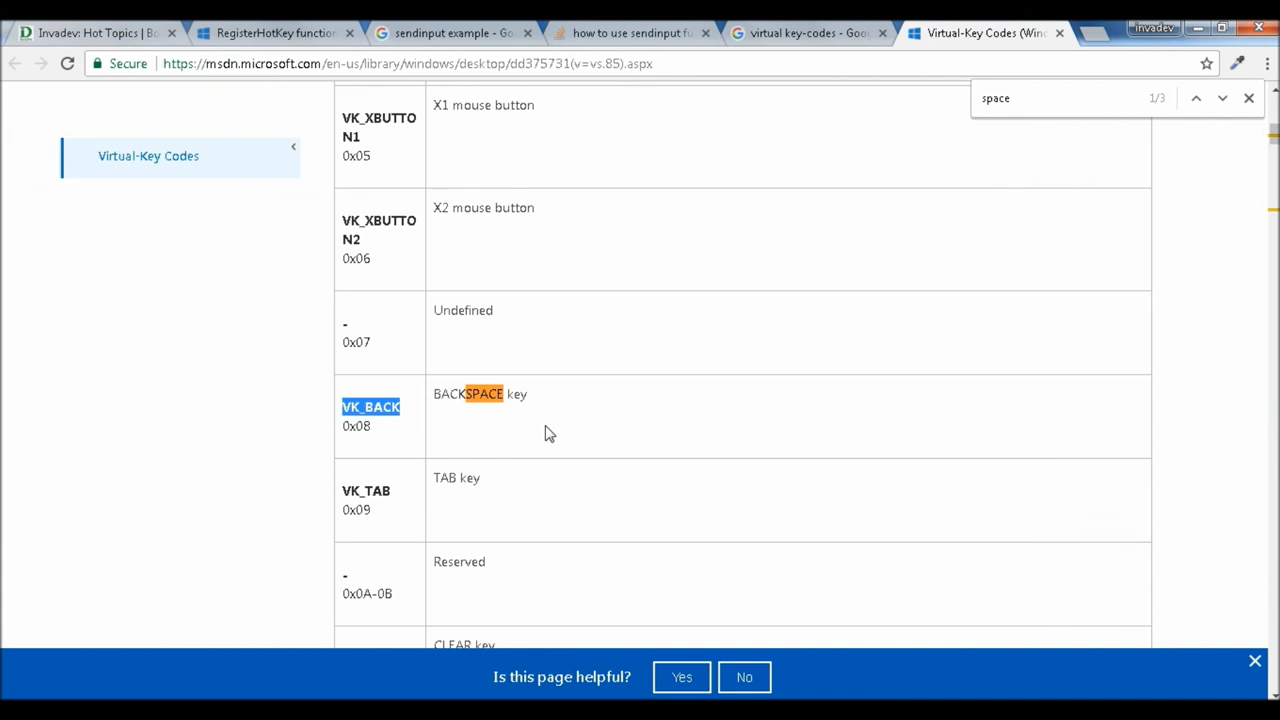 Invadev: Hot Topics | Bo
RegisterHotKey function
sendinput example - Go
how to use sendinput fu
virtual key-codes - Goo
Virtual-Key Codes (Winc
invadev
Secure
https://msdn.microsoft.com/en-us/library/windows/desktop/dd375731(v=vs.85).aspx
space
1/3
Virtual-Key Codes
VK_XBUTTO
N1
0x05
X1 mouse button
VK_XBUTTO
N2
0x06
X2 mouse button
-
0x07
Undefined
VK_BACK
0x08
BACKSPACE key
VK_TAB
0x09
TAB key
-
0x0A-0B
Reserved
CLEAR key
Is this page helpful?
Yes
No